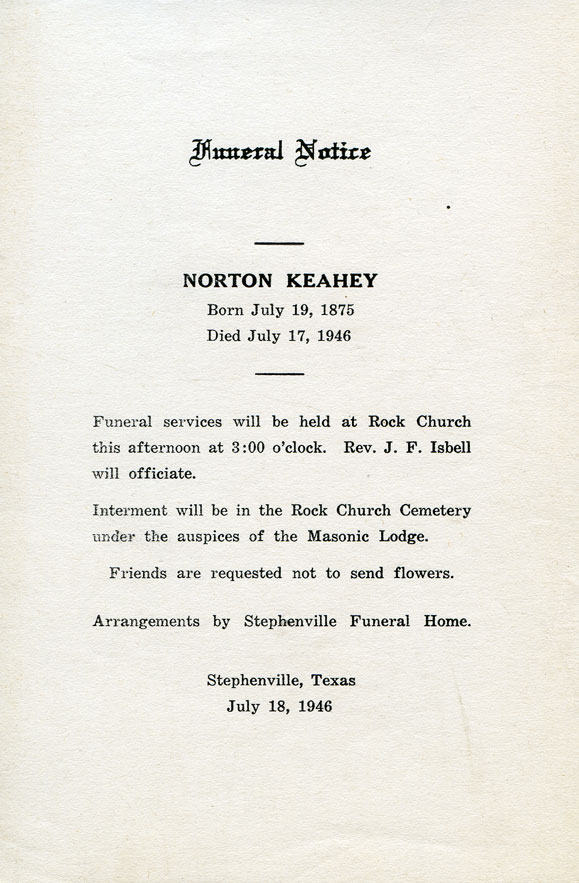 Funeral Notice
NORTON KEAHEY
Born July 19, 1875
Died July 17, 1946
Funeral services will be held at Rock Church
this afternoon at 3:00 o'clock. Rev. J. F. Isbell
will officiate.
Interment will be in the Rock Church Cemetery
under the auspices of the Masonic Lodge.
Friends are requested not to send flowers.
Arrangements by Stephenville Funeral Home.
Stephenville, Texas
July 18, 1946